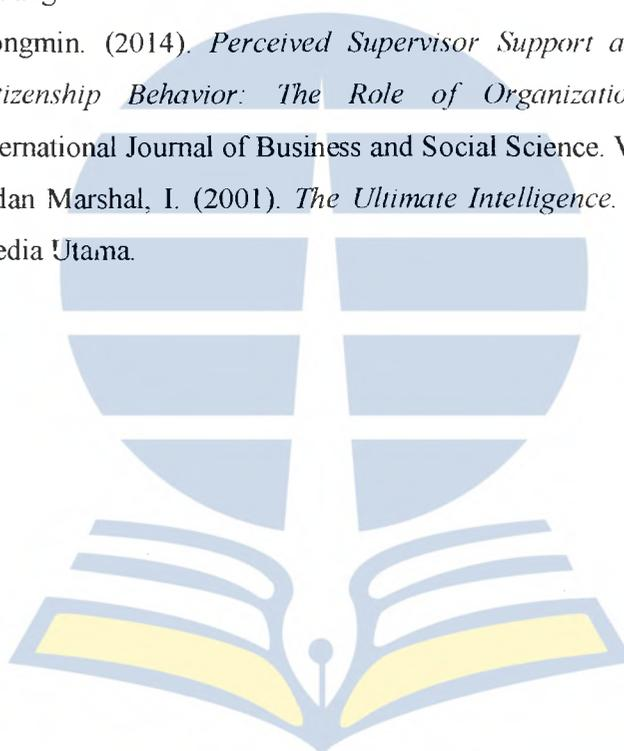 ongmin. (2014). Perceived Supervisor Support a
tizenship Behavior: The Role of Organizatio
ternational Journal of Business and Social Science. V
dan Marshal, I. (2001). The Ultimate Intelligence.
edia Utama.